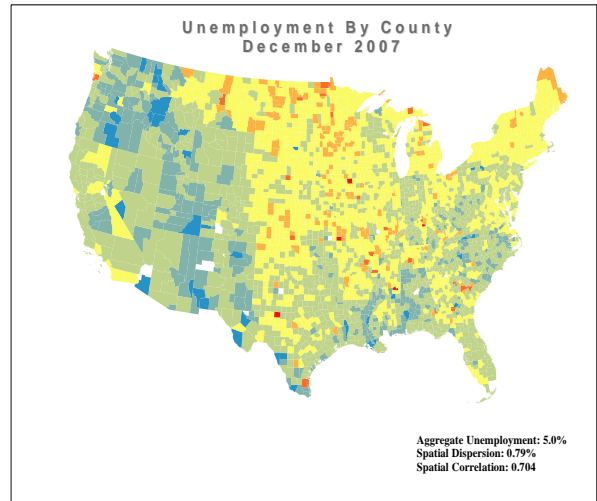 Unemployment By County
December 2007
Aggregate Unemployment: 5.0%
Spatial Dispersion: 0.79%
Spatial Correlation: 0.704